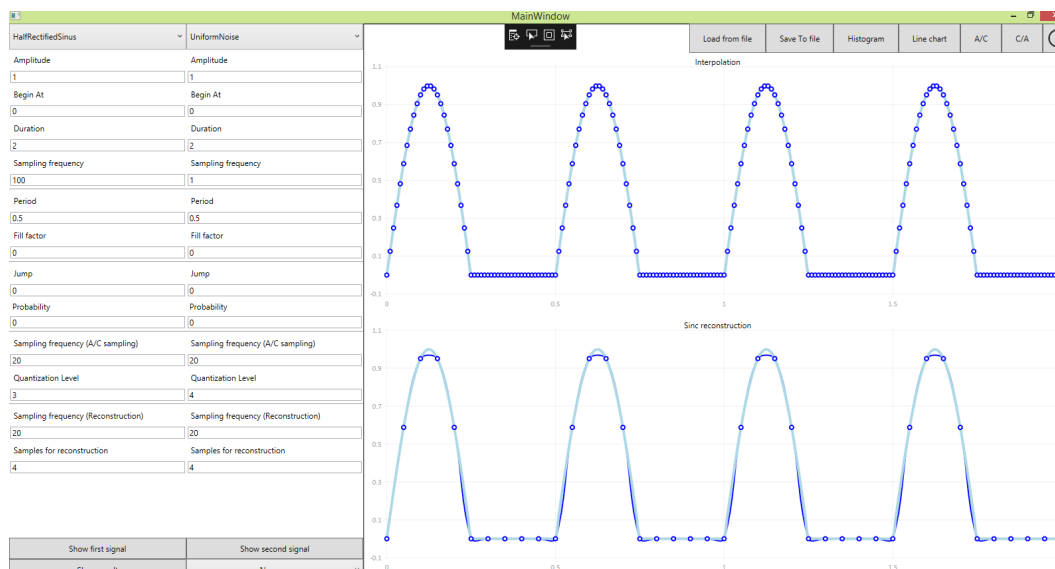 MainWindow
HalfRectifiedSinus UniformNoise
Load from file Save To file Histogram Line chart A/C C/A
Amplitude Amplitude
1 1
Begin At Begin At
0 0
Duration Duration
2 2
Sampling frequency Sampling frequency
100 1
Period Period
0.5 0.5
Fill factor Fill factor
0 0
Jump Jump
0 0
Probability Probability
0 0
Sampling frequency (A/C sampling) Sampling frequency (A/C sampling)
20 20
Quantization Level Quantization Level
3 4
Sampling frequency (Reconstruction) Sampling frequency (Reconstruction)
20 20
Samples for reconstruction Samples for reconstruction
4 4
Show first signal Show second signal
Interpolation
1.1
0.9
0.7
0.5
0.3
0.1
-0.1
0 0.5 1 1.5
Sinc reconstruction
1.1
0.9
0.7
0.5
0.3
0.1
-0.1
0 0.5 1 1.5